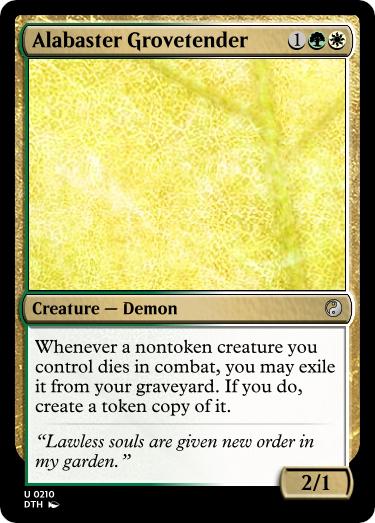 Alabaster Grovetender 1
Creature — Demon
Whenever a nontoken creature you
control dies in combat, you may exile
it from your graveyard. If you do,
create a token copy of it.
“Lawless souls are given new order in
my garden.”
2/1
U 0210
DTH